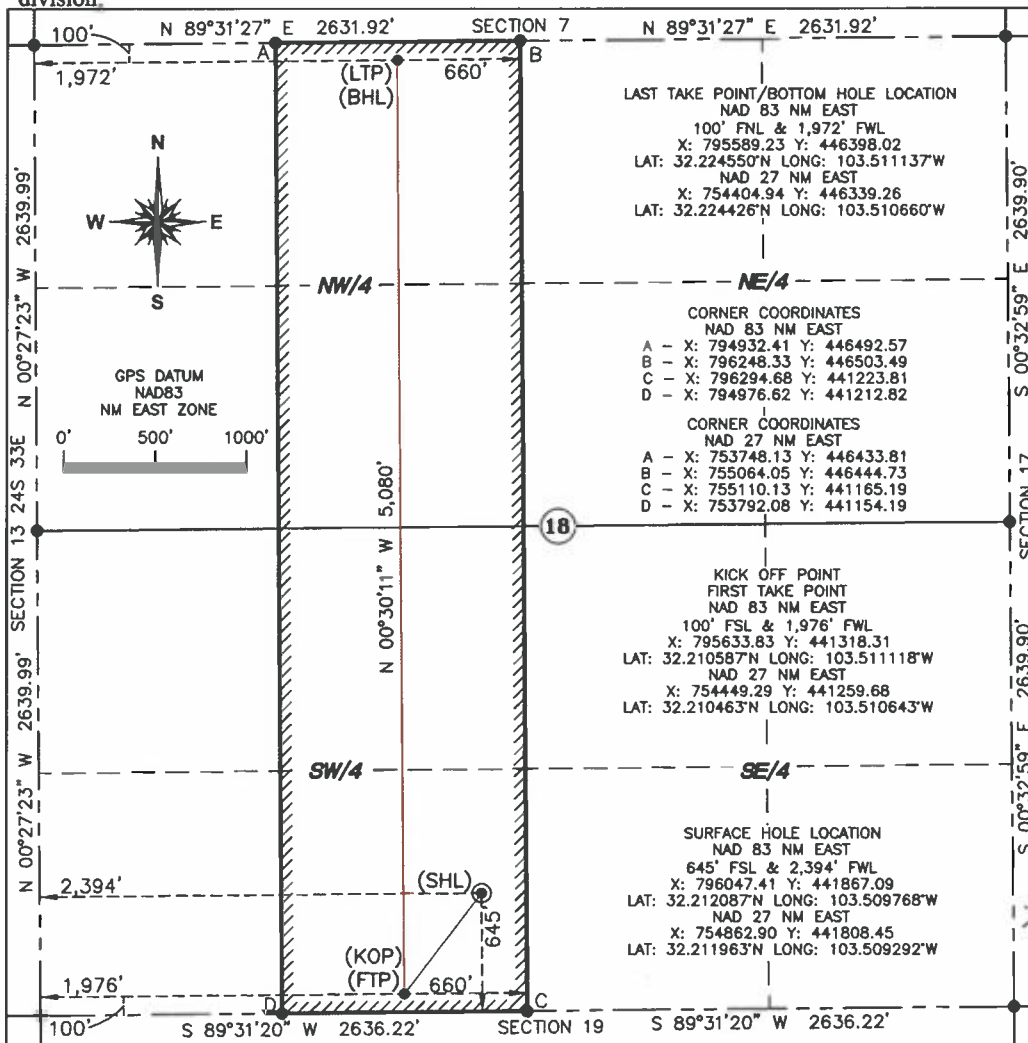 division.
N 89°31'27" E 2631.92'
SECTION 7
N 89°31'27" E 2631.92'
100'
A
B
1,972'
(LTP)
(BHL)
660'
LAST TAKE POINT/BOTTOM HOLE LOCATION
NAD 83 NM EAST
100' FNL & 1,972' FWL
X: 795589.23 Y: 446398.02
LAT: 32.224550°N LONG: 103.511137°W
NAD 27 NM EAST
X: 754404.94 Y: 446339.26
LAT: 32.224426°N LONG: 103.510660°W
N
W
E
S
N 00°27'23" W 2639.99'
S 00°32'59" E 2639.90'
NW/4
NE/4
CORNER COORDINATES
NAD 83 NM EAST
A - X: 794932.41 Y: 446492.57
B - X: 796248.33 Y: 446503.49
C - X: 796294.68 Y: 441223.81
D - X: 794976.62 Y: 441212.82
CORNER COORDINATES
NAD 27 NM EAST
A - X: 753748.13 Y: 446433.81
B - X: 755064.05 Y: 446444.73
C - X: 755110.13 Y: 441165.19
D - X: 753792.08 Y: 441154.19
GPS DATUM
NAD83
NM EAST ZONE
0' 500' 1000'
SECTION 13 24S 33E
N 00°30'11" W 5,080'
18
SECTION 17
KICK OFF POINT
FIRST TAKE POINT
NAD 83 NM EAST
100' FSL & 1,976' FWL
X: 795633.83 Y: 441318.31
LAT: 32.210587°N LONG: 103.511118°W
NAD 27 NM EAST
X: 754449.29 Y: 441259.68
LAT: 32.210463°N LONG: 103.510643°W
N 00°27'23" W 2639.99'
S 00°32'59" E 2639.90'
SW/4
SE/4
SURFACE HOLE LOCATION
NAD 83 NM EAST
645' FSL & 2,394' FWL
X: 796047.41 Y: 441867.09
LAT: 32.212087°N LONG: 103.509768°W
NAD 27 NM EAST
X: 754862.90 Y: 441808.45
LAT: 32.211963°N LONG: 103.509292°W
2,394'
(SHL)
645
(KOP)
(FTP)
1,976'
660'
D
C
100'
S 89°31'20" W 2636.22'
SECTION 19
S 89°31'20" W 2636.22'